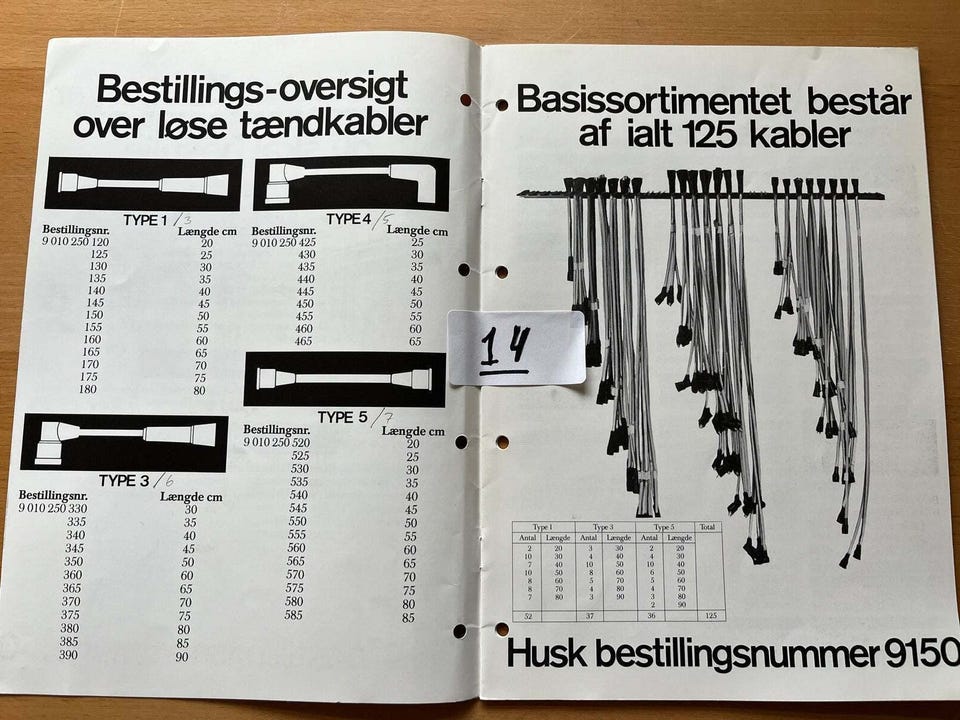 Bestillings-oversigt
over løse tændkabler
TYPE 1 /3
Bestillingsnr. Længde cm
9 010 250 120 20
125 25
130 30
135 35
140 40
145 45
150 50
155 55
160 60
165 65
170 70
175 75
180 80
TYPE 3 /6
Bestillingsnr. Længde cm
9 010 250 330 30
335 35
340 40
345 45
350 50
360 60
365 65
370 70
375 75
380 80
385 85
390 90
TYPE 4 /5
Bestillingsnr. Længde cm
9 010 250 425 25
430 30
435 35
440 40
445 45
450 50
455 55
460 60
465 65
TYPE 5 /7
Bestillingsnr. Længde cm
9 010 250 520 20
525 25
530 30
535 35
540 40
545 45
550 50
555 55
560 60
565 65
570 70
575 75
580 80
585 85
14
Basissortimentet består
af ialt 125 kabler
Type 1 Type 3 Type 5 Total
Antal Længde Antal Længde Antal Længde
2 20 3 30 2 20
10 30 4 40 4 30
7 40 10 50 10 40
10 50 8 60 6 50
8 60 5 70 5 60
8 70 4 80 4 70
7 80 3 90 3 80
2 90
52 37 36 125
Husk bestillingsnummer 9150